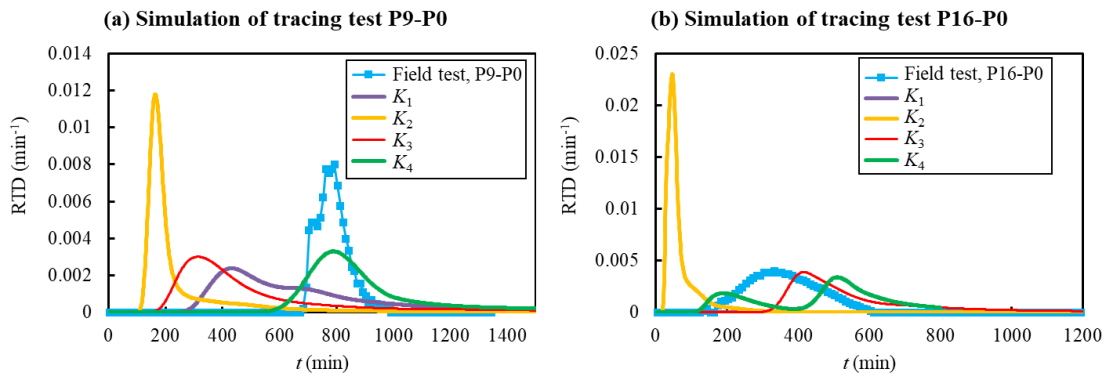 (a) Simulation of tracing test P9-P0
0.014
0.012
0.01
0.008
0.006
0.004
0.002
0
RTD (min-1)
Field test, P9-P0
K1
K2
K3
K4
0 200 400 600 800 1000 1200 1400
t (min)
(b) Simulation of tracing test P16-P0
0.025
0.02
0.015
0.01
0.005
0
RTD (min-1)
Field test, P16-P0
K1
K2
K3
K4
0 200 400 600 800 1000 1200
t (min)